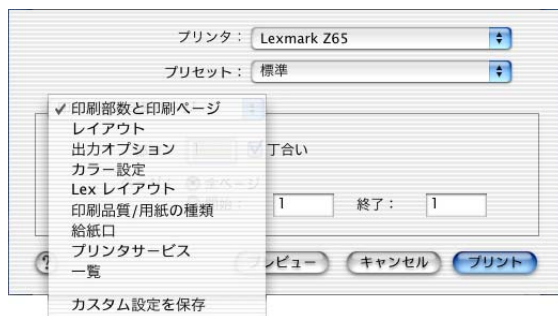 プリンタ： Lexmark Z65
プリセット： 標準
✓ 印刷部数と印刷ページ
レイアウト
出力オプション 1 丁合い
カラー設定
全ページ
Lex レイアウト
印刷品質/用紙の種類 1 終了： 1
給紙口
プリンタサービス
? プレビュー キャンセル プリント
一覧
カスタム設定を保存